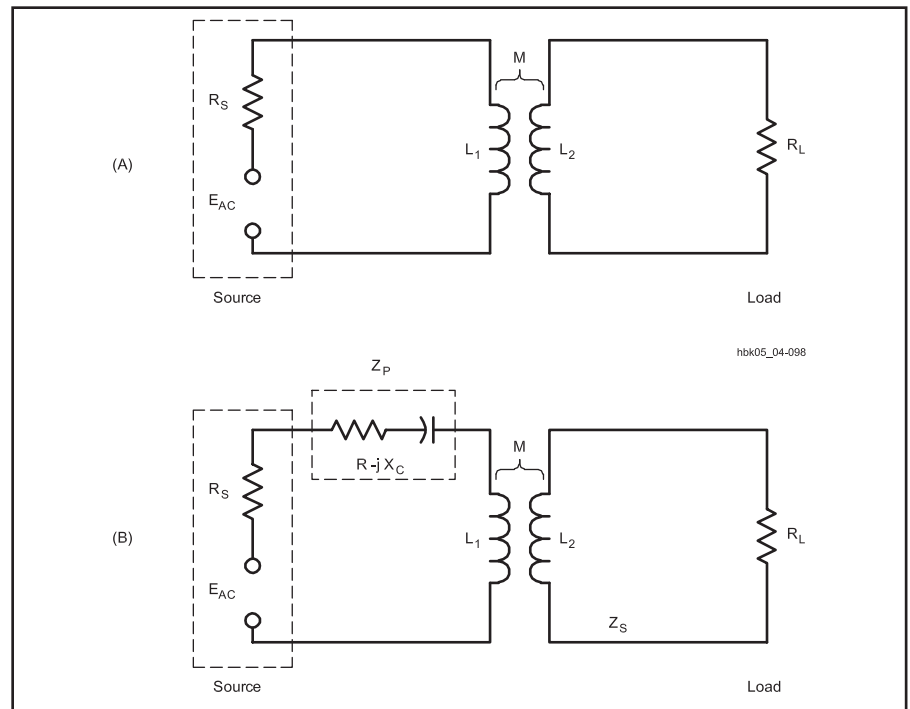 M
R_S
(A)
L_1
L_2
R_L
E_AC
Source
Load
hbk05_04-098
Z_P
R -j X_C
M
R_S
(B)
L_1
L_2
R_L
E_AC
Z_S
Source
Load